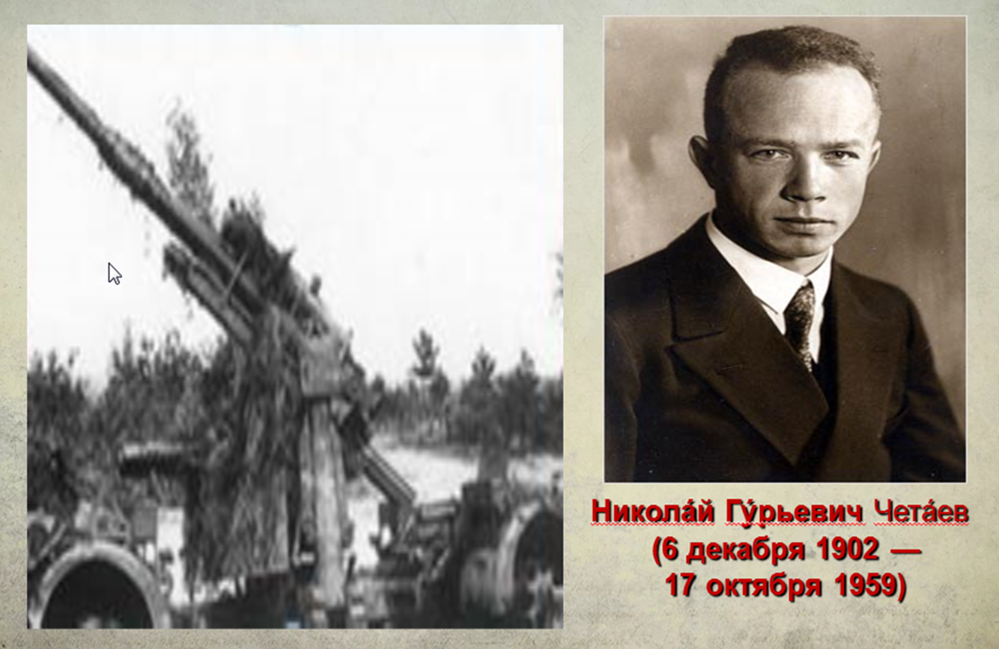 Никола́й Гу́рьевич Чета́ев
(6 декабря 1902 —
17 октября 1959)